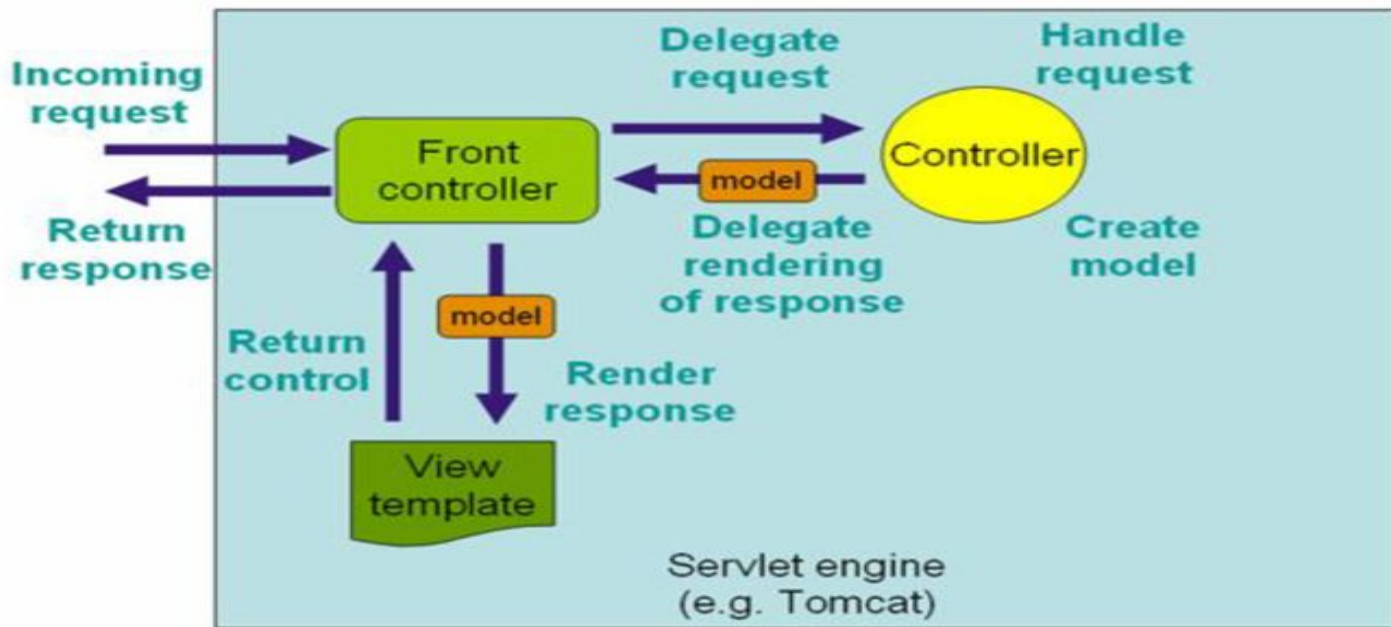 Incoming
request
Return
response
Front
controller
Delegate
request
Handle
request
Controller
model
Delegate
rendering
of response
Create
model
Return
control
model
Render
response
View
template
Servlet engine
(e.g. Tomcat)